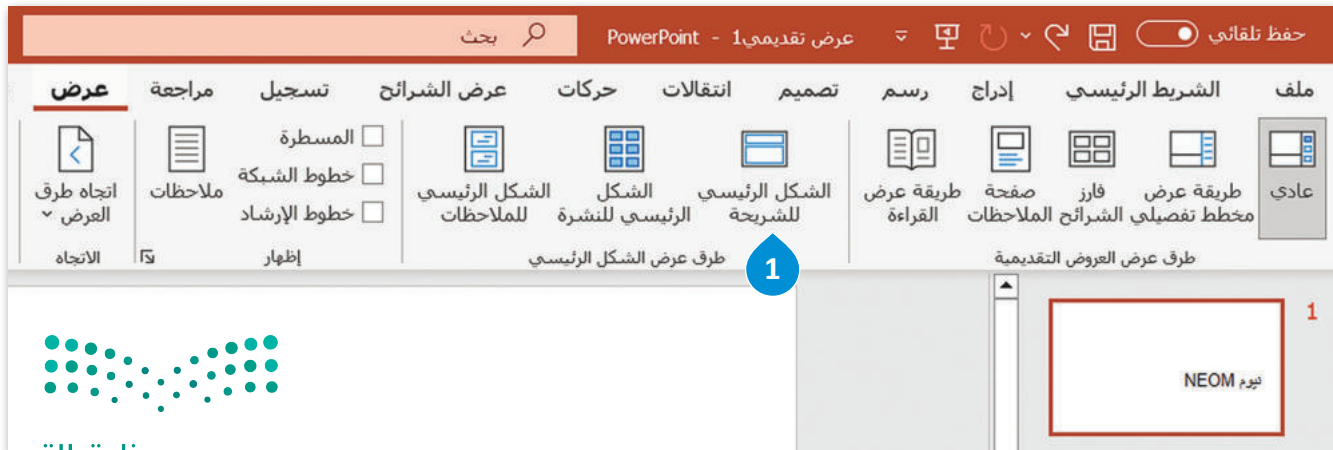 حفظ تلقائي
عرض تقديمي1 - PowerPoint
بحث
ملف
الشريط الرئيسي
إدراج
رسم
تصميم
انتقالات
حركات
عرض الشرائح
تسجيل
مراجعة
عرض
عادي
طريقة عرض
مخطط تفصيلي
فارز
الشرائح
صفحة
الملاحظات
طريقة عرض
القراءة
طرق عرض العروض التقديمية
الشكل الرئيسي
للشريحة
الشكل
الرئيسي للنشرة
الشكل الرئيسي
للملاحظات
طرق عرض الشكل الرئيسي
1
المسطرة
خطوط الشبكة
خطوط الإرشاد
ملاحظات
إظهار
اتجاه طرق
العرض
الاتجاه
1
نيوم NEOM